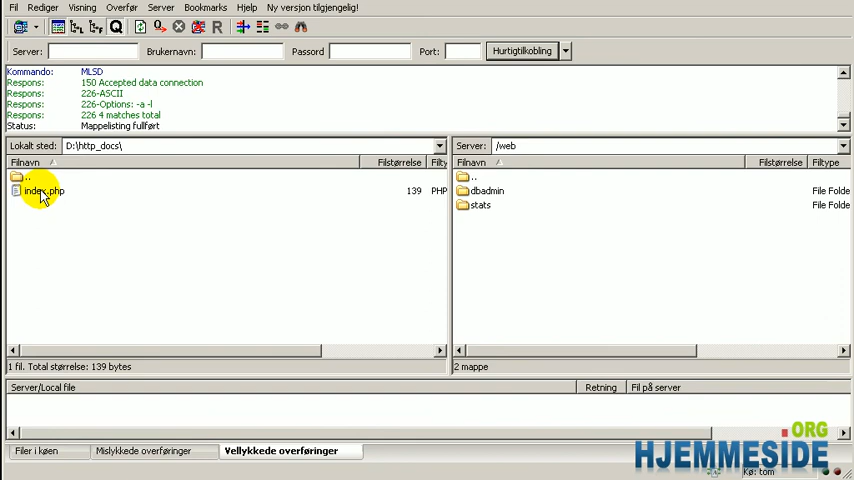 Fil Rediger Visning Overfør Server Bookmarks Hjelp Ny versjon tilgjengelig!
Server: Brukernavn: Passord Port: Hurtigtilkobling
Kommando: MLSD
Respons: 150 Accepted data connection
Respons: 226-ASCII
Respons: 226-Options: -a -l
Respons: 226 4 matches total
Status: Mappelisting fullført
Lokalt sted: D:\http_docs\ Server: /web
Filnavn Filstørrelse Filty Filnavn Filstørrelse Filtype
.. ..
index.php 139 PHP dbadmin File Folde
stats File Folde
1 fil. Total størrelse: 139 bytes 2 mappe
Server/Local file Retning Fil på server
Filer i køen Mislykkede overføringer Vellykkede overføringer
.ORG
HJEMMESIDE
Kø: tom